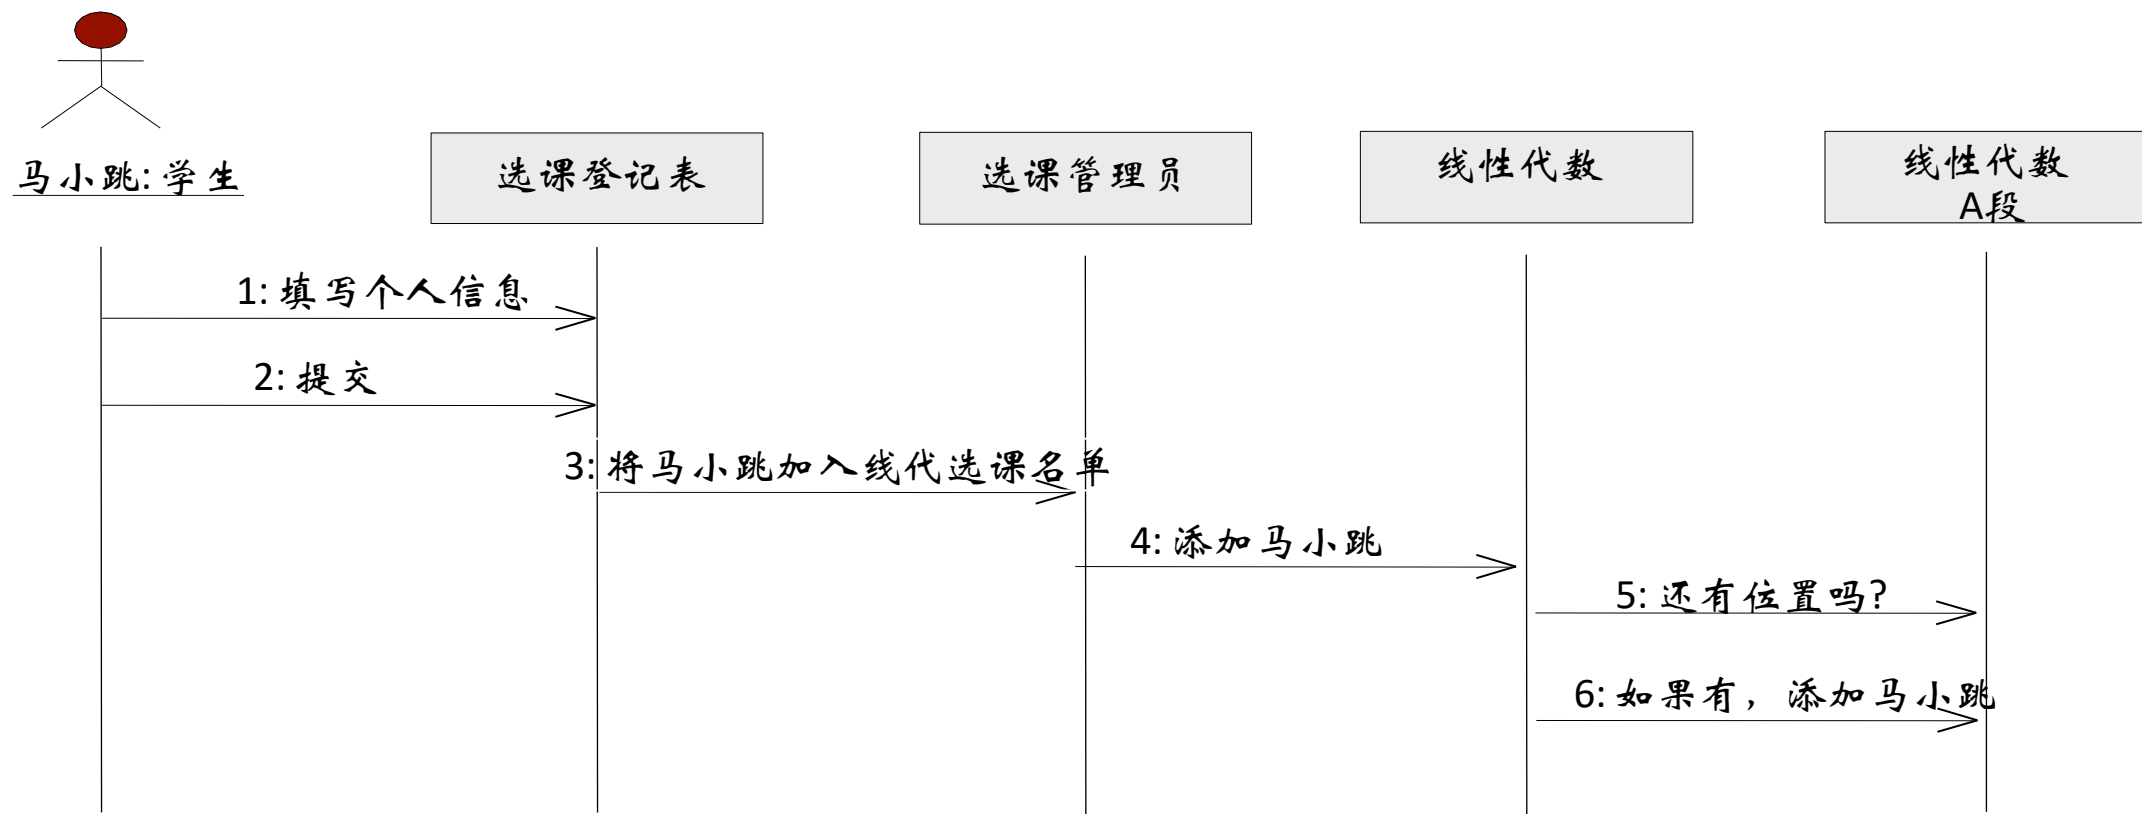 马小跳: 学生
选课登记表
选课管理员
线性代数
线性代数
A段
1: 填写个人信息
2: 提交
3: 将马小跳加入线代选课名单
4: 添加马小跳
5: 还有位置吗?
6: 如果有，添加马小跳